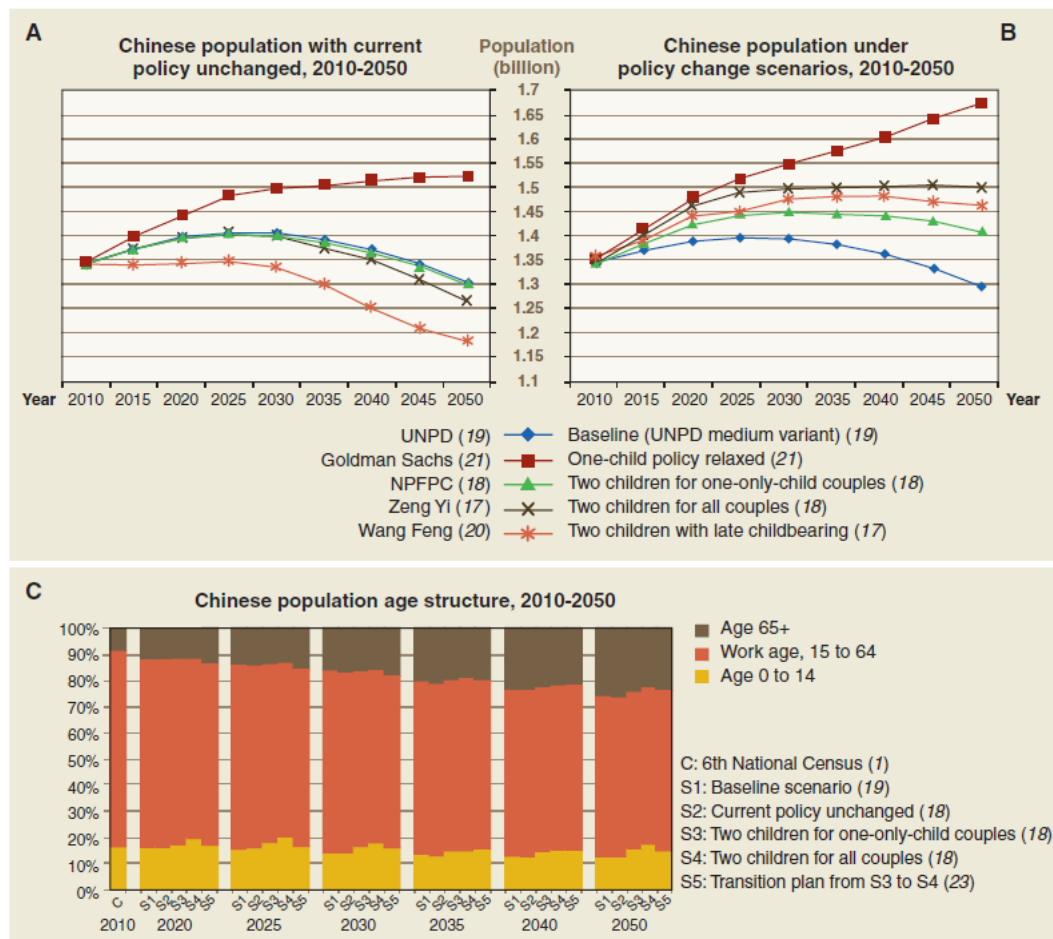 A
Chinese population with current
policy unchanged, 2010-2050
Population
(billion)
Chinese population under
policy change scenarios, 2010-2050
B
1.7
1.65
1.6
1.55
1.5
1.45
1.4
1.35
1.3
1.25
1.2
1.15
1.1
Year 2010 2015 2020 2025 2030 2035 2040 2045 2050
2010 2015 2020 2025 2030 2035 2040 2045 2050 Year
UNPD (19) Baseline (UNPD medium variant) (19)
Goldman Sachs (21) One-child policy relaxed (21)
NPFPC (18) Two children for one-only-child couples (18)
Zeng Yi (17) Two children for all couples (18)
Wang Feng (20) Two children with late childbearing (17)
C
Chinese population age structure, 2010-2050
100%
90%
80%
70%
60%
50%
40%
30%
20%
10%
0%
C S1 S2 S3 S4 S5 S1 S2 S3 S4 S5 S1 S2 S3 S4 S5 S1 S2 S3 S4 S5 S1 S2 S3 S4 S5 S1 S2 S3 S4 S5
2010 2020 2025 2030 2035 2040 2050
Age 65+
Work age, 15 to 64
Age 0 to 14
C: 6th National Census (1)
S1: Baseline scenario (19)
S2: Current policy unchanged (18)
S3: Two children for one-only-child couples (18)
S4: Two children for all couples (18)
S5: Transition plan from S3 to S4 (23)